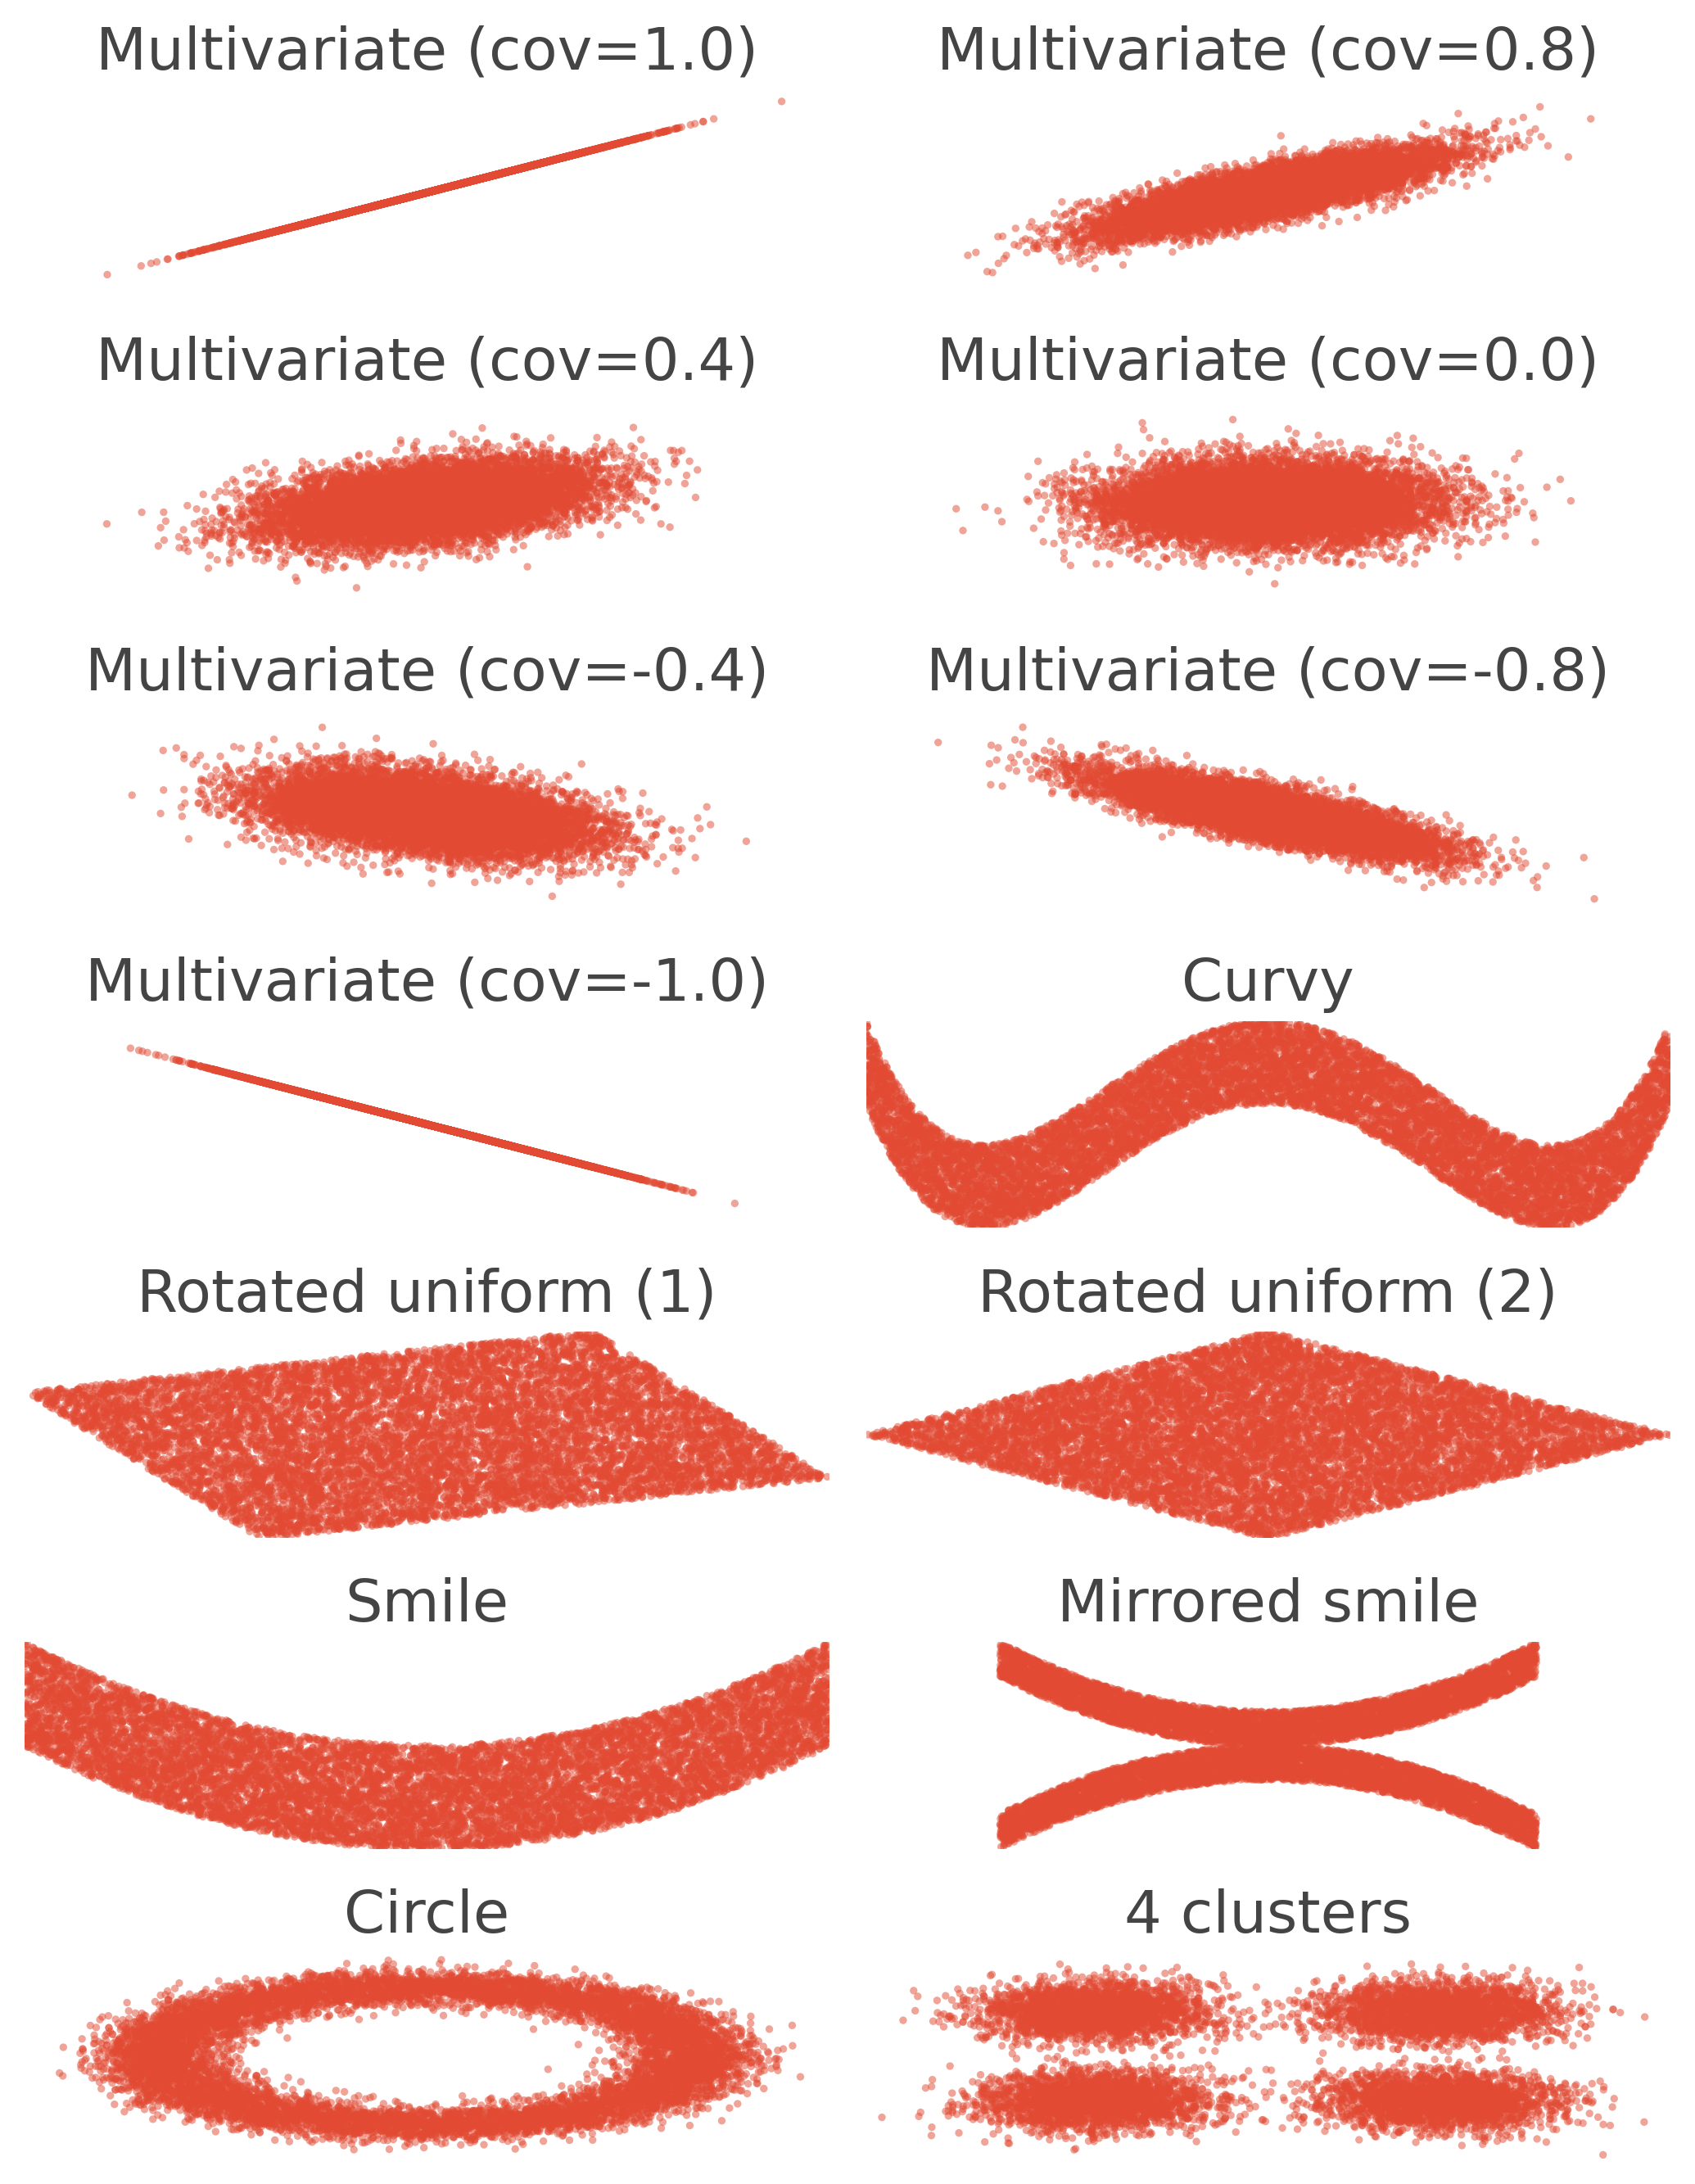 Multivariate (cov=1.0)
Multivariate (cov=0.8)
Multivariate (cov=0.4)
Multivariate (cov=0.0)
Multivariate (cov=-0.4)
Multivariate (cov=-0.8)
Multivariate (cov=-1.0)
Curvy
Rotated uniform (1)
Rotated uniform (2)
Smile
Mirrored smile
Circle
4 clusters